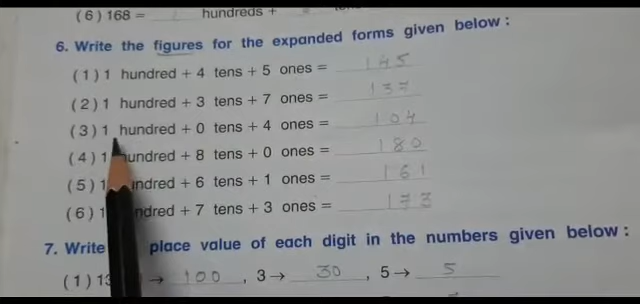 (6) 168 = hundreds +
6. Write the figures for the expanded forms given below :
(1) 1 hundred + 4 tens + 5 ones = 145
(2) 1 hundred + 3 tens + 7 ones = 137
(3) 1 hundred + 0 tens + 4 ones = 104
(4) 1 hundred + 8 tens + 0 ones = 180
(5) 1 hundred + 6 tens + 1 ones = 161
(6) 1 hundred + 7 tens + 3 ones = 173
7. Write place value of each digit in the numbers given below :
(1) 13 → 100 , 3 → 30 , 5 → 5